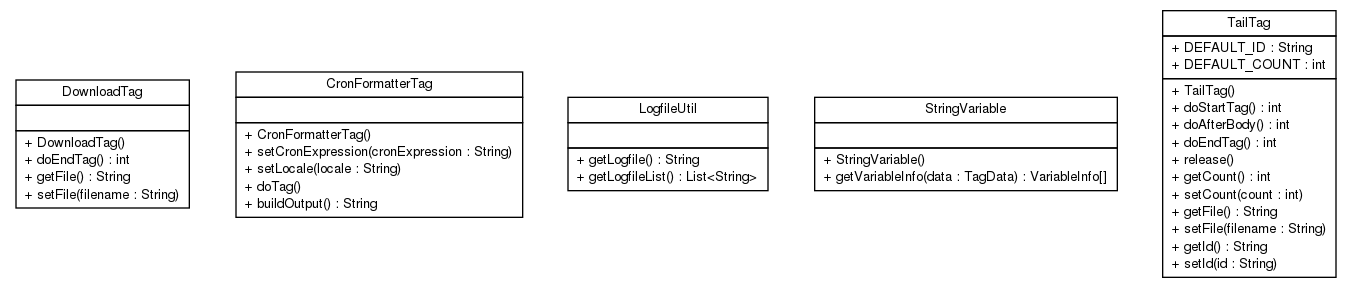 DownloadTag
+ DownloadTag()
+ doEndTag() : int
+ getFile() : String
+ setFile(filename : String)
CronFormatterTag
+ CronFormatterTag()
+ setCronExpression(cronExpression : String)
+ setLocale(locale : String)
+ doTag()
+ buildOutput() : String
LogfileUtil
+ getLogfile() : String
+ getLogfileList() : List<String>
StringVariable
+ StringVariable()
+ getVariableInfo(data : TagData) : VariableInfo[]
TailTag
+ DEFAULT_ID : String
+ DEFAULT_COUNT : int
+ TailTag()
+ doStartTag() : int
+ doAfterBody() : int
+ doEndTag() : int
+ release()
+ getCount() : int
+ setCount(count : int)
+ getFile() : String
+ setFile(filename : String)
+ getId() : String
+ setId(id : String)